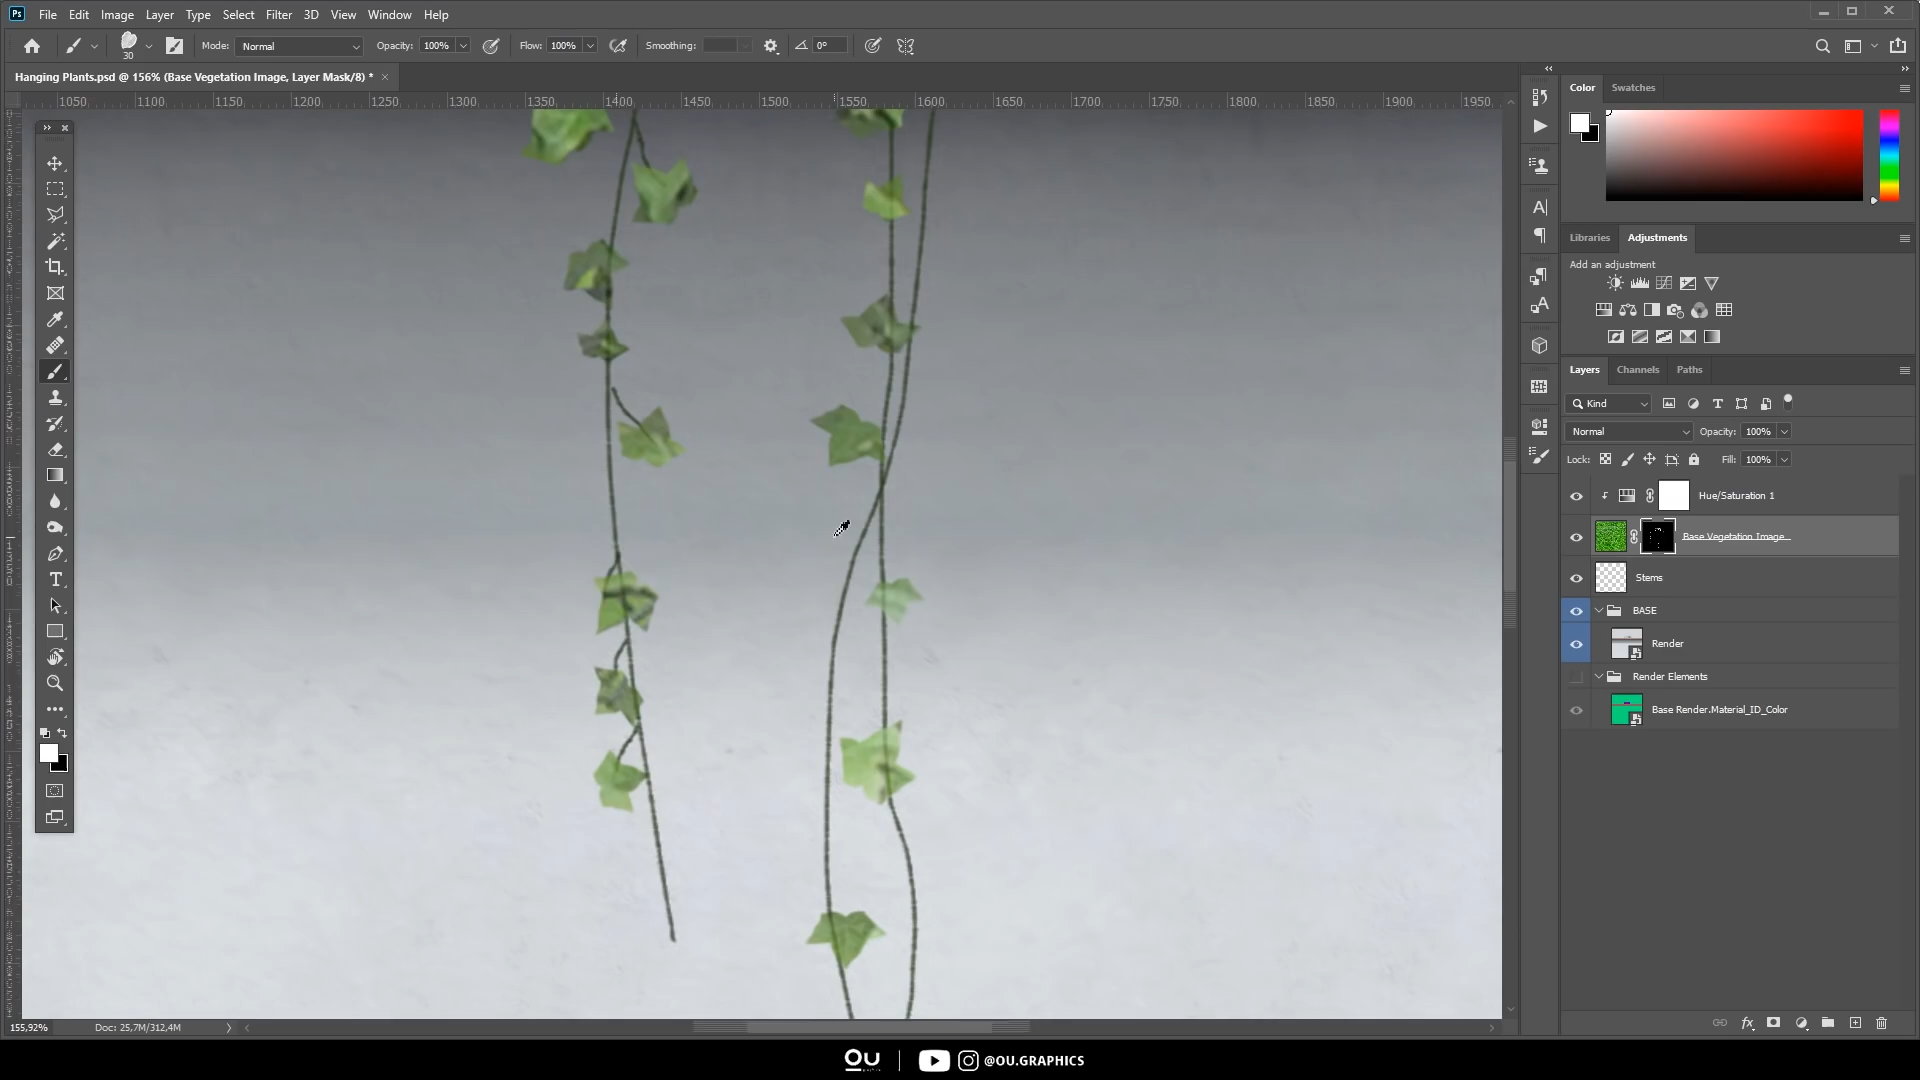 Ps File Edit Image Layer Type Select Filter 3D View Window Help
30 Mode: Normal Opacity: 100% Flow: 100% Smoothing: 0°
Hanging Plants.psd @ 156% (Base Vegetation Image, Layer Mask/8) * ×
1050 1100 1150 1200 1250 1300 1350 1400 1450 1500 1550 1600 1650 1700 1750 1800 1850 1900 1950
Color Swatches
Libraries Adjustments
Add an adjustment
Layers Channels Paths
Kind
Normal Opacity: 100%
Lock: Fill: 100%
Hue/Saturation 1
Base Vegetation Image
Stems
BASE
Render
Render Elements
Base Render.Material_ID_Color
155,92% Doc: 25,7M/312,4M
OU @OU.GRAPHICS